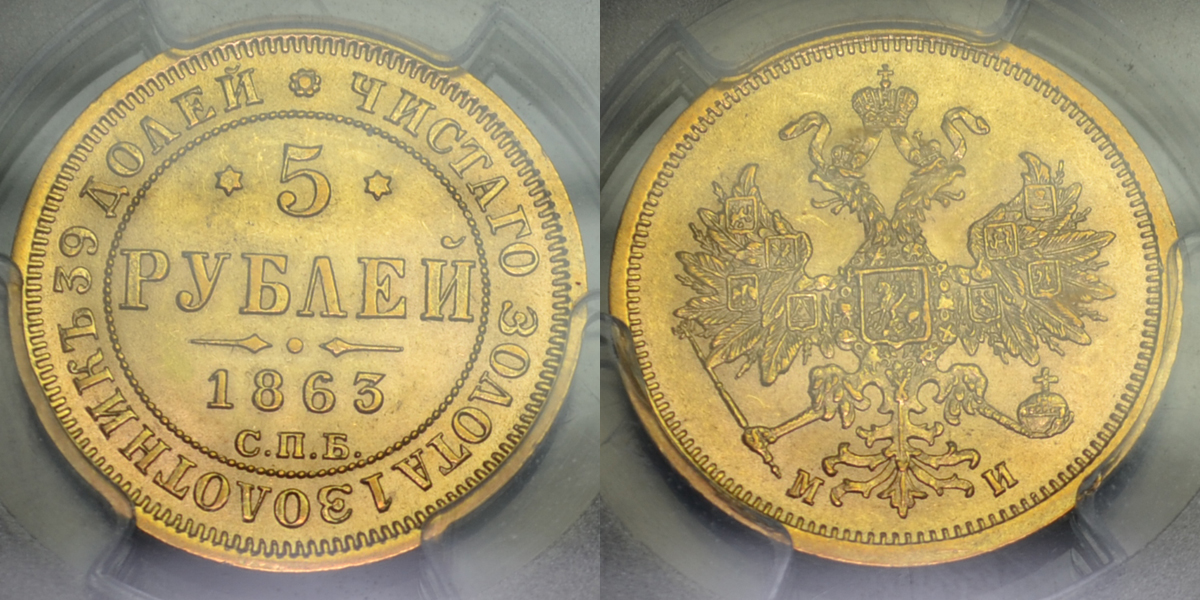 ЧИСТАГО ЗОЛОТА 1 ЗОЛОТНИКЪ 39 ДОЛЕЙ
5
РУБЛЕЙ
1863
С.П.Б.
М И